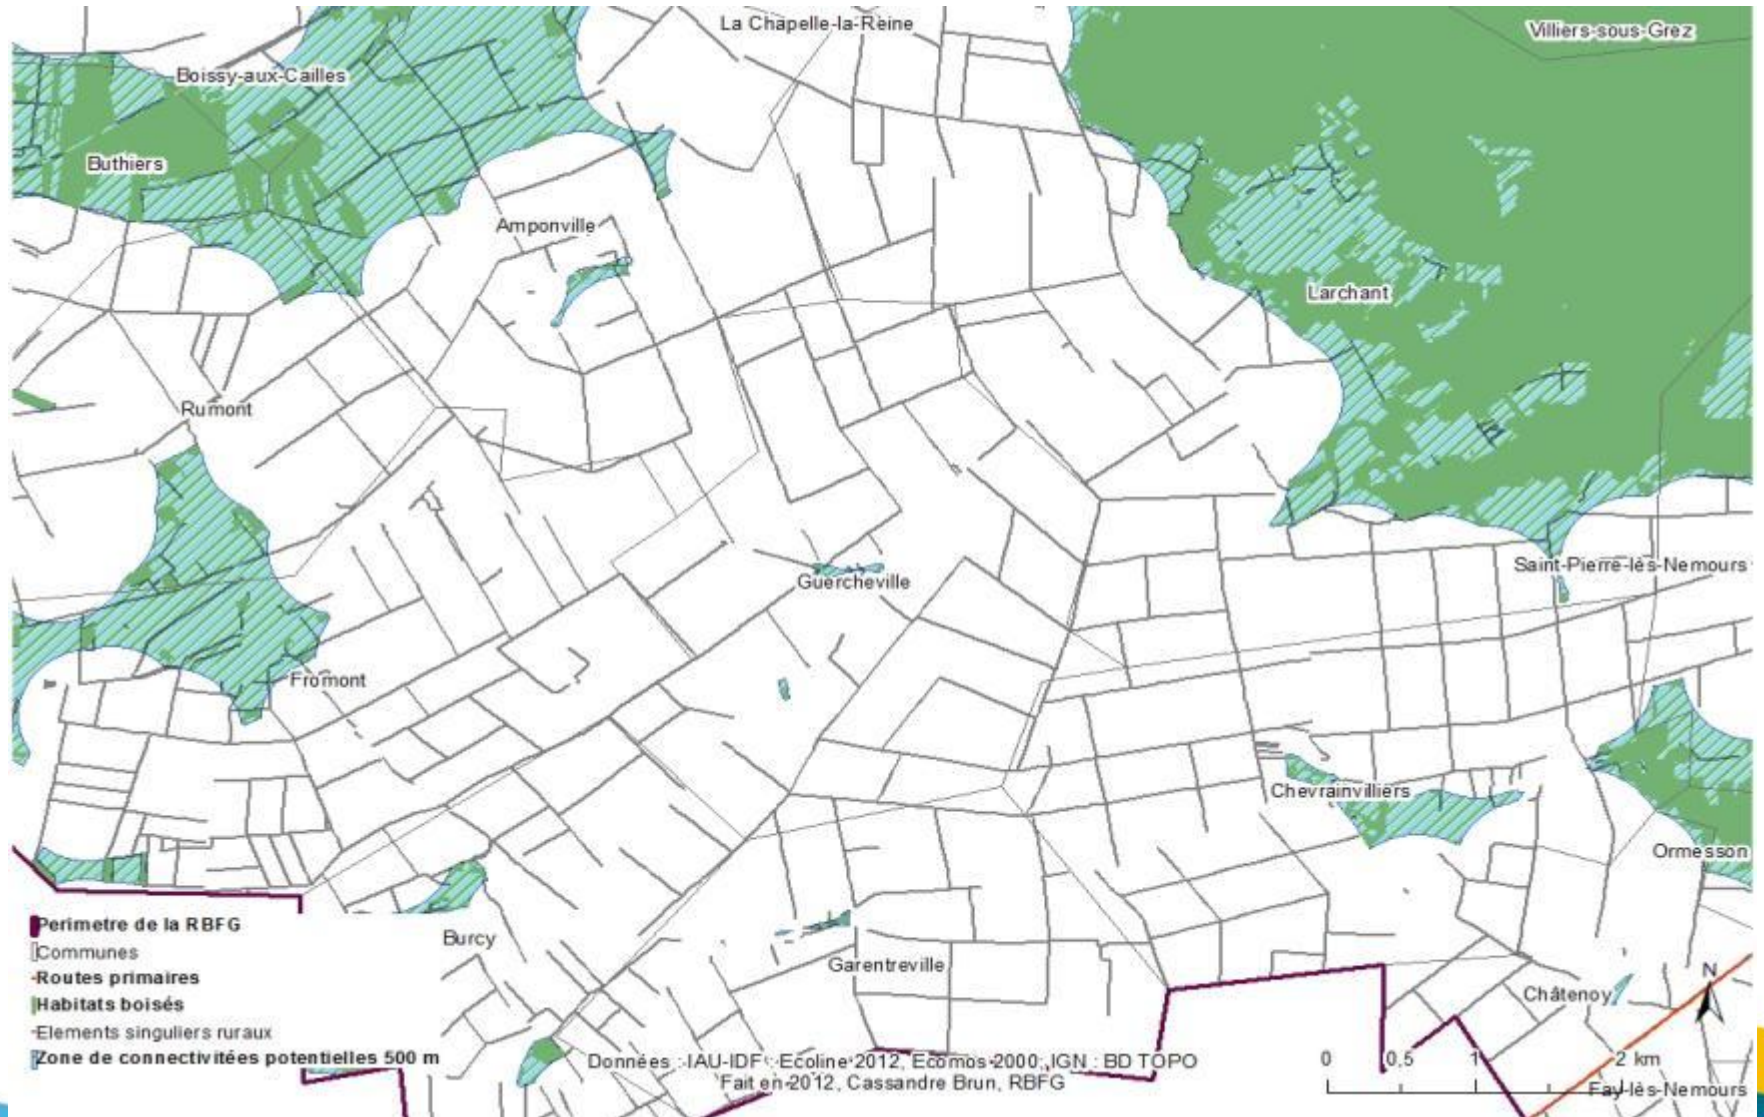 La Chapelle-la-Reine
Villiers-sous-Grez
Boissy-aux-Cailles
Buthiers
Amponville
Larchant
Rumont
Saint-Pierre-lès-Nemours
Guercheville
Fromont
Chevrainvilliers
Ormesson
Perimetre de la RBFG
Communes
Routes primaires
Habitats boisés
Elements singuliers ruraux
Zone de connectivitées potentielles 500 m
Burcy
Garentreville
N
Châtenoy
Données : IAU-IDF : Ecoline 2012, Ecomos 2000, IGN : BD TOPO
Fait en 2012, Cassandre Brun, RBFG
0 0,5 1 2 km
Fay-lès-Nemours